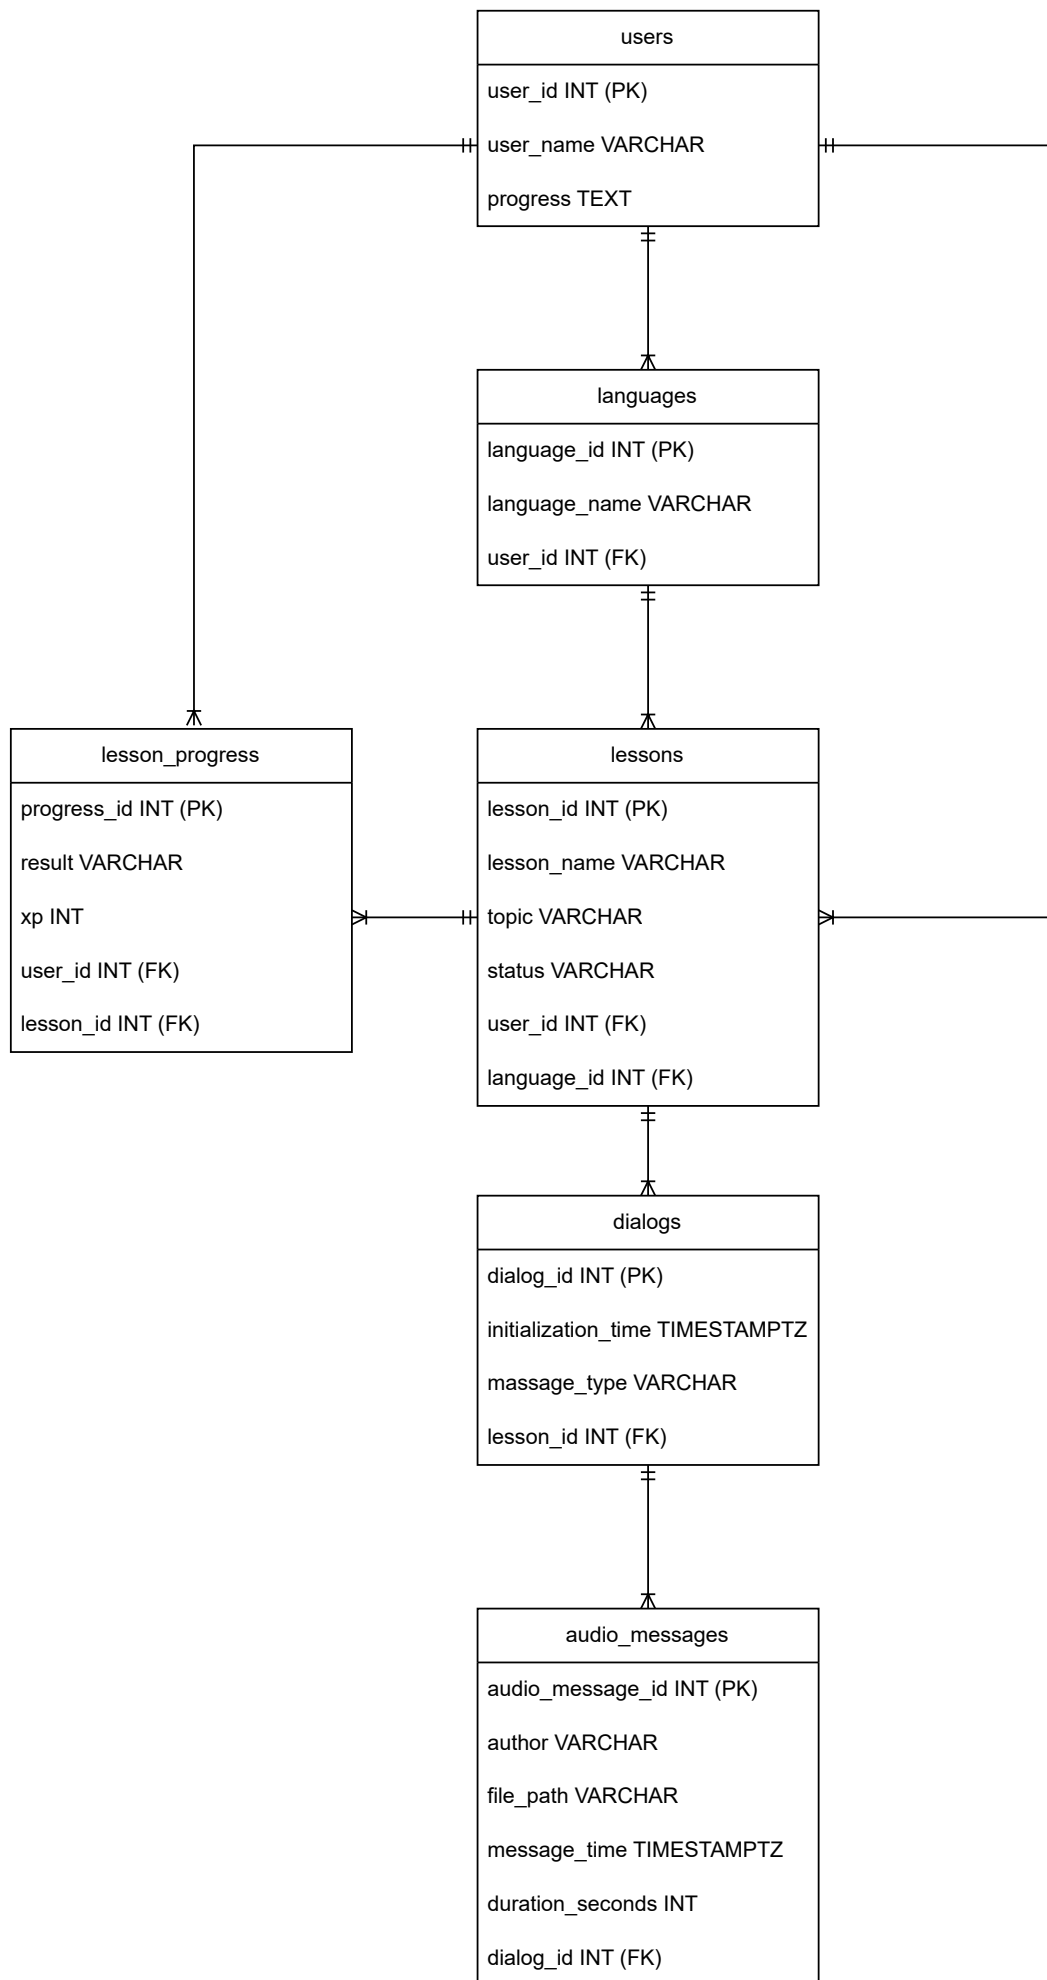 users
user_id INT (PK)
user_name VARCHAR
progress TEXT
languages
language_id INT (PK)
language_name VARCHAR
user_id INT (FK)
lesson_progress
progress_id INT (PK)
result VARCHAR
xp INT
user_id INT (FK)
lesson_id INT (FK)
lessons
lesson_id INT (PK)
lesson_name VARCHAR
topic VARCHAR
status VARCHAR
user_id INT (FK)
language_id INT (FK)
dialogs
dialog_id INT (PK)
initialization_time TIMESTAMPTZ
massage_type VARCHAR
lesson_id INT (FK)
audio_messages
audio_message_id INT (PK)
author VARCHAR
file_path VARCHAR
message_time TIMESTAMPTZ
duration_seconds INT
dialog_id INT (FK)